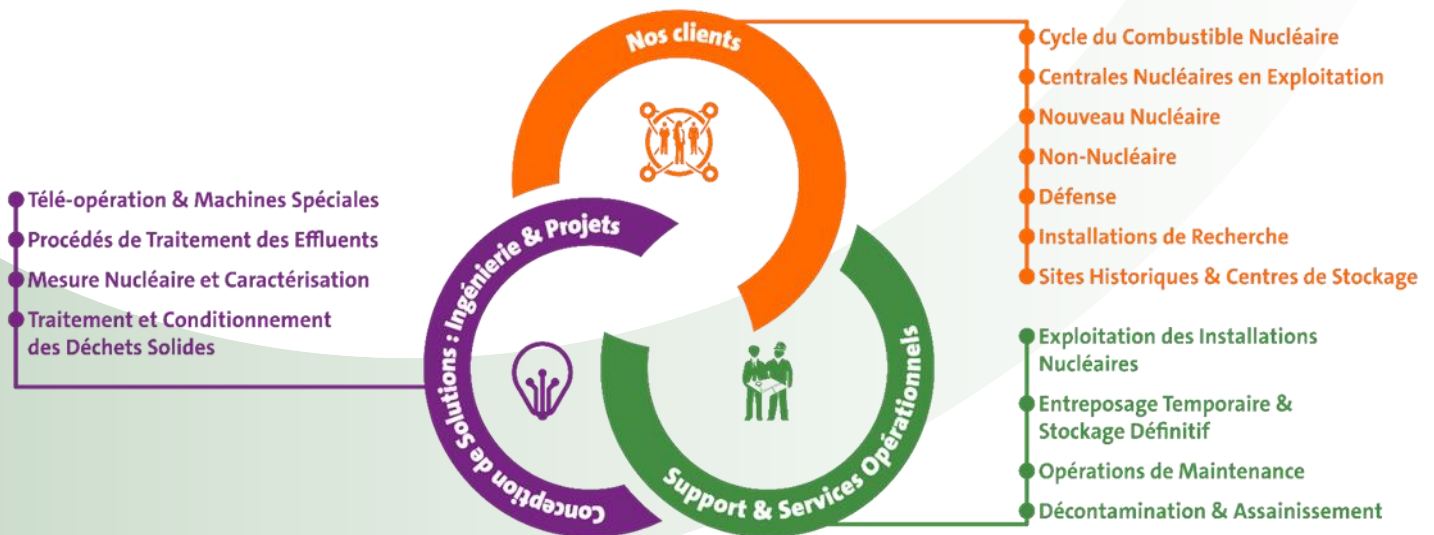 Nos clients
Cycle du Combustible Nucléaire
Centrales Nucléaires en Exploitation
Nouveau Nucléaire
Non-Nucléaire
Défense
Installations de Recherche
Sites Historiques & Centres de Stockage
Conception de Solutions : Ingénierie & Projets
Télé-opération & Machines Spéciales
Procédés de Traitement des Effluents
Mesure Nucléaire et Caractérisation
Traitement et Conditionnement
des Déchets Solides
Support & Services Opérationnels
Exploitation des Installations
Nucléaires
Entreposage Temporaire &
Stockage Définitif
Opérations de Maintenance
Décontamination & Assainissement